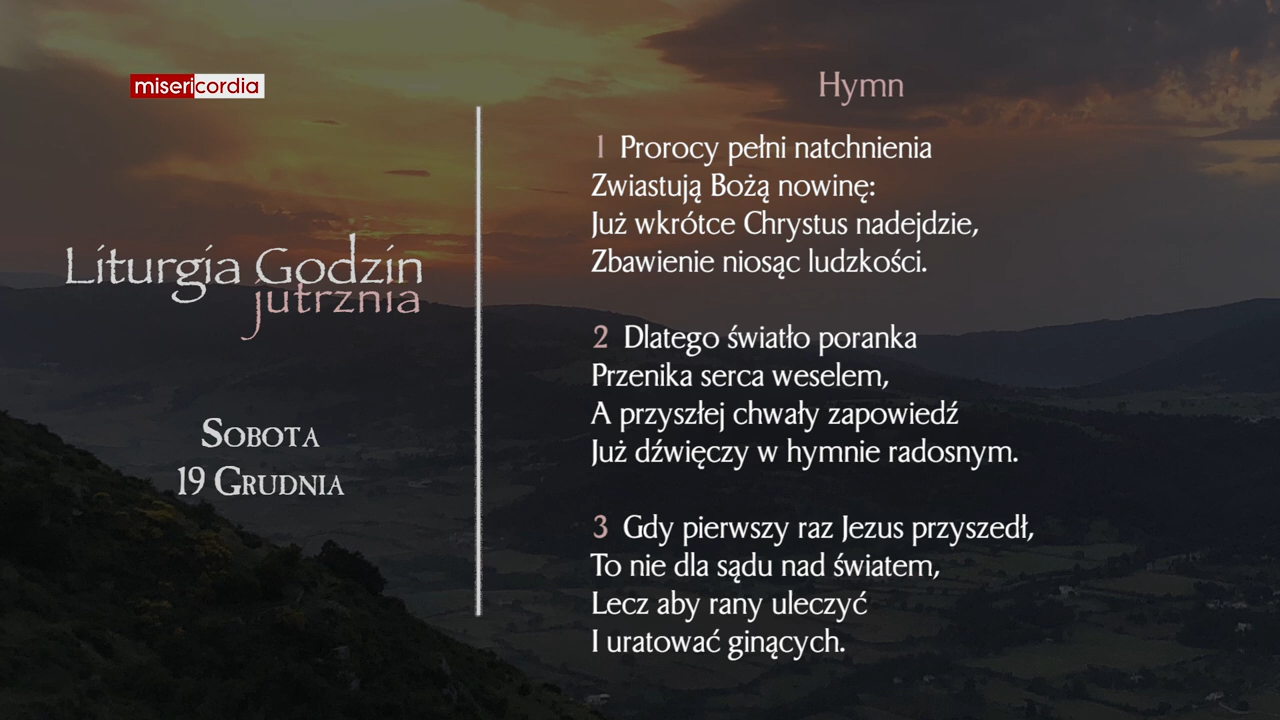 misericordia
Liturgia Godzin
jutrznia
Sobota
19 Grudnia
Hymn
1 Prorocy pełni natchnienia
Zwiastują Bożą nowinę:
Już wkrótce Chrystus nadejdzie,
Zbawienie niosąc ludzkości.
2 Dlatego światło poranka
Przenika serca weselem,
A przyszłej chwały zapowiedź
Już dźwięczy w hymnie radosnym.
3 Gdy pierwszy raz Jezus przyszedł,
To nie dla sądu nad światem,
Lecz aby rany uleczyć
I uratować ginących.